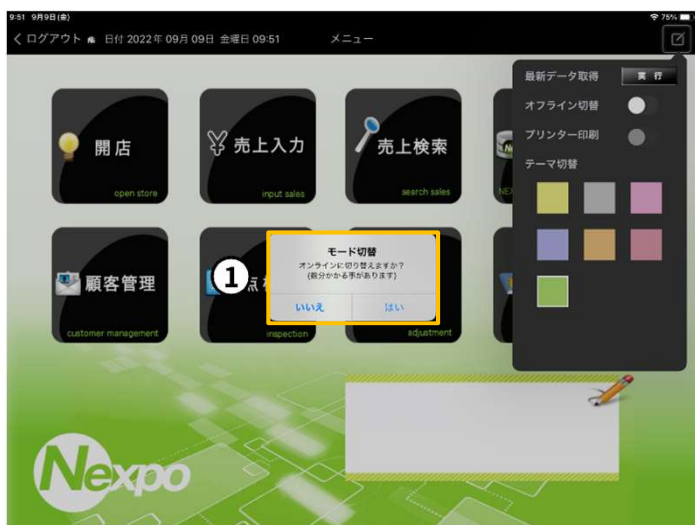 9:51 9月9日(金)
75%
ログアウト
日付 2022年 09月 09日 金曜日 09:51
メニュー
最新データ取得
実 行
オフライン切替
プリンター印刷
テーマ切替
開店
open store
売上入力
input sales
売上検索
search sales
モード切替
オンラインに切り替えますか?
(数分かかる事があります)
いいえ
はい
1
顧客管理
customer management
点
inspection
adjustment
Nexpo